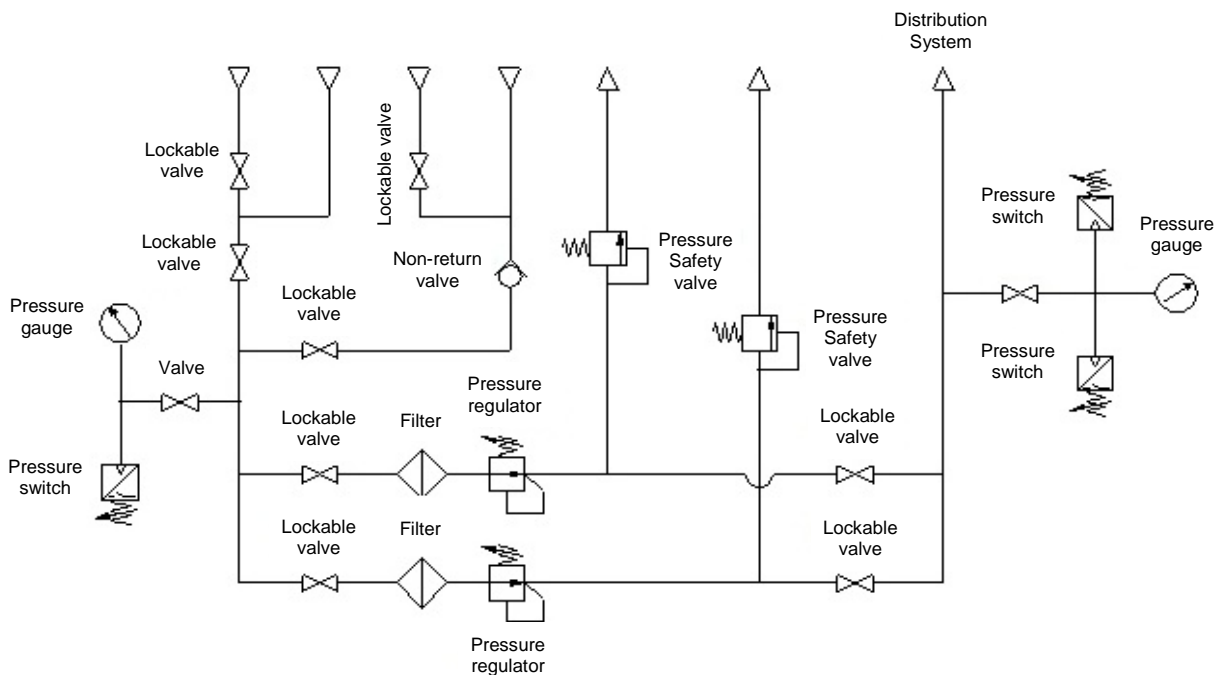 Distribution
System
Lockable
valve
Lockable valve
Lockable
valve
Non-return
valve
Pressure
Safety
valve
Pressure
switch
Pressure
gauge
Lockable
valve
Pressure
gauge
Pressure
Safety
valve
Pressure
switch
Valve
Pressure
regulator
Lockable
valve
Filter
Lockable
valve
Pressure
switch
Lockable
valve
Filter
Lockable
valve
Pressure
regulator